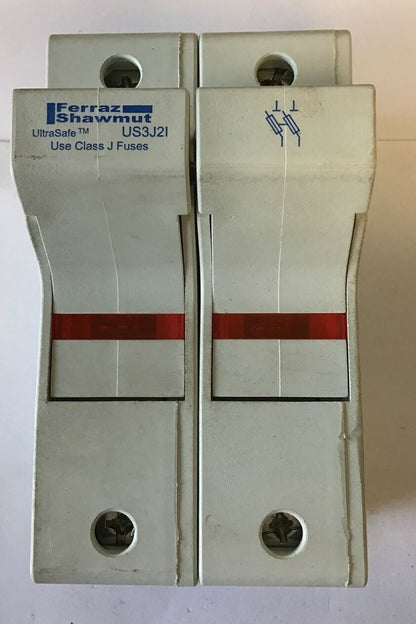 Ferraz
Shawmut
UltraSafe™ US3J2I
Use Class J Fuses